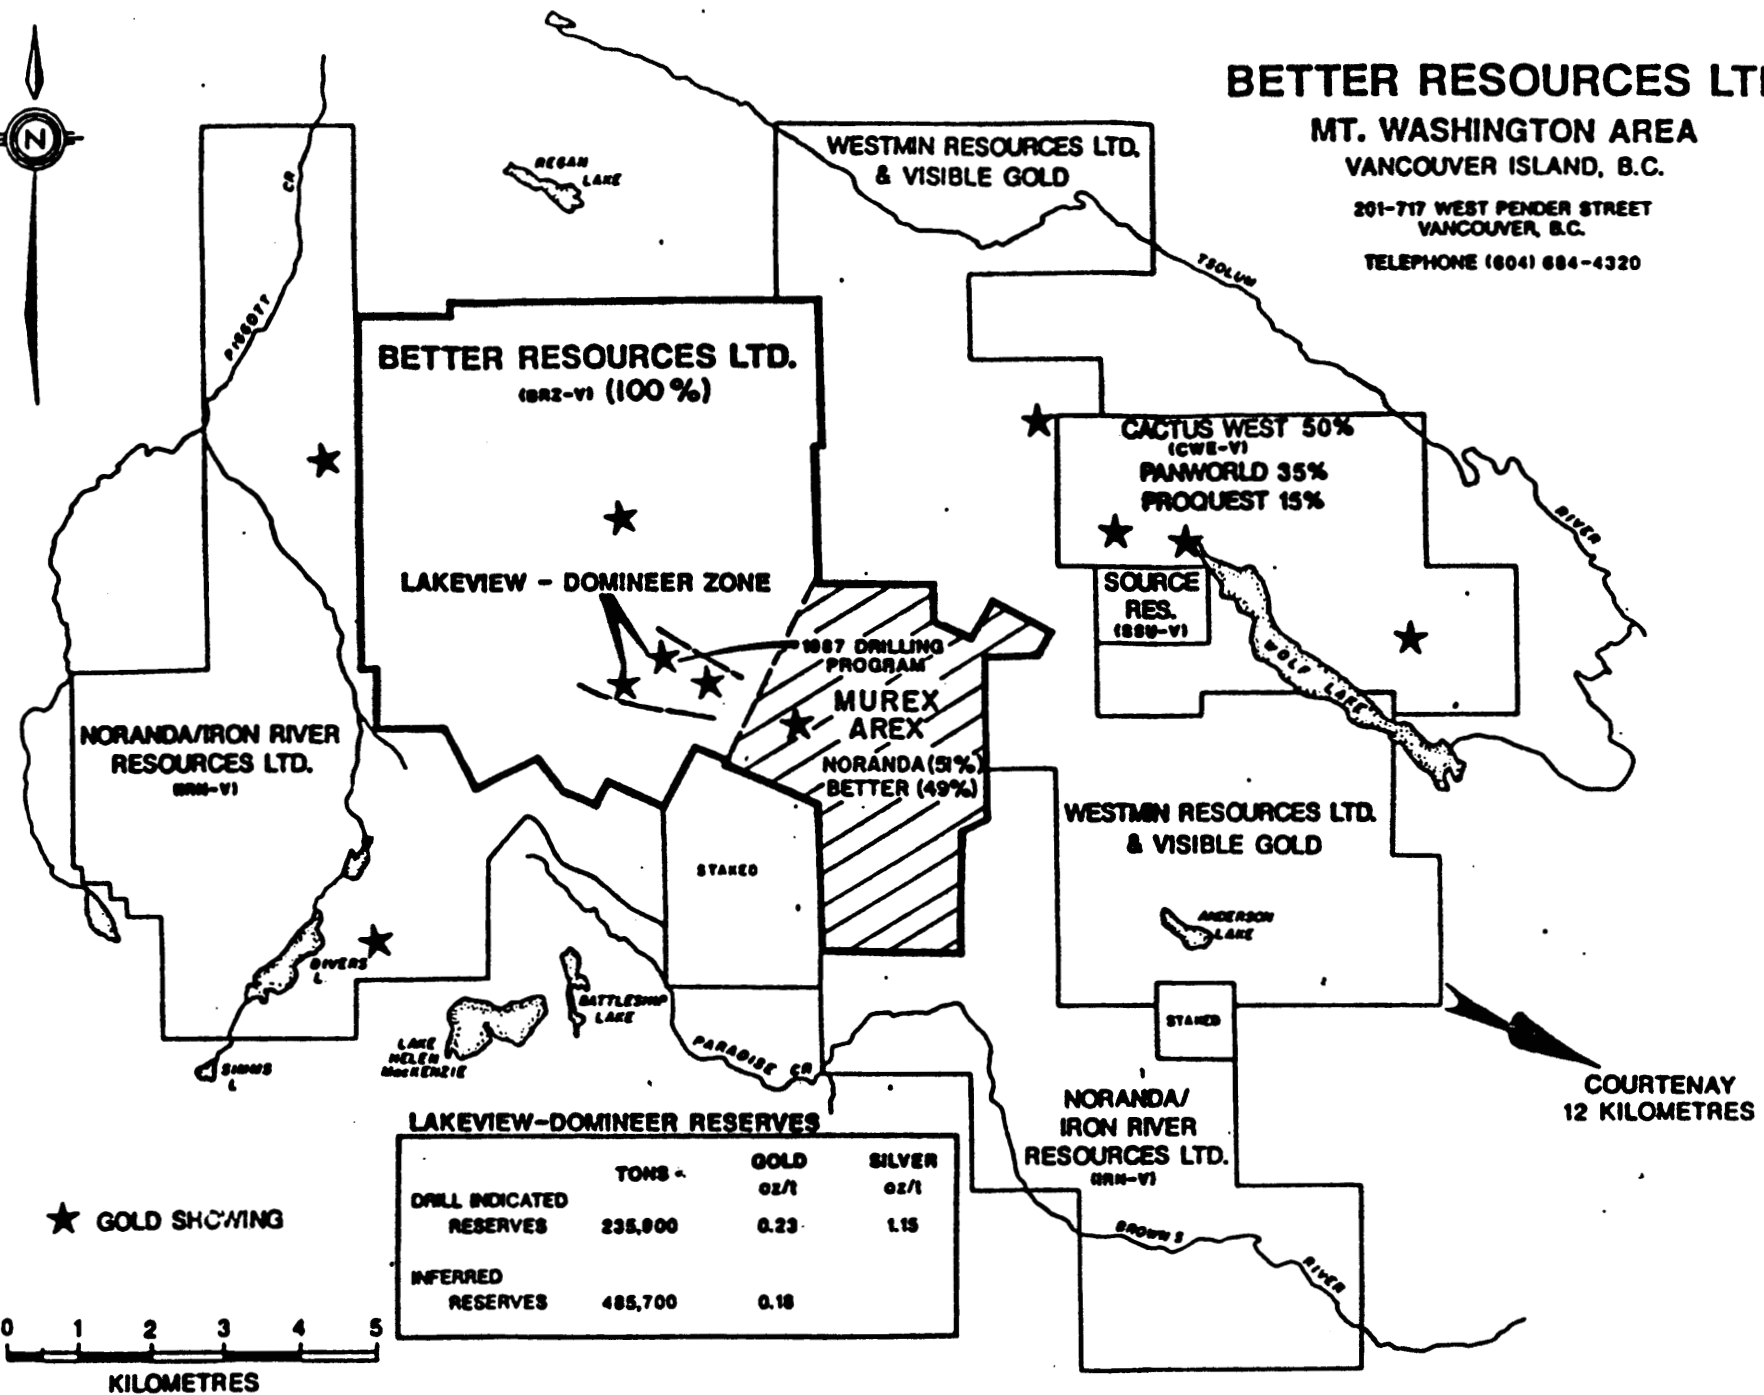 BETTER RESOURCES LT
MT. WASHINGTON AREA
VANCOUVER ISLAND, B.C.
201-717 WEST PENDER STREET
VANCOUVER, B.C.
TELEPHONE (604) 684-4320
N
WESTMIN RESOURCES LTD.
& VISIBLE GOLD
REGAN
LAKE
CR
PIGGOTT
TSOLUM
RIVER
BETTER RESOURCES LTD.
(BRZ-V) (100%)
CACTUS WEST 50%
(CWE-V)
PANWORLD 35%
PROQUEST 15%
LAKEVIEW - DOMINEER ZONE
SOURCE
RES.
WOLF LAKE
1987 DRILLING
PROGRAM
MUREX
AREX
NORANDA (51%)
BETTER (49%)
NORANDA/IRON RIVER
RESOURCES LTD.
(IRN-V)
WESTMIN RESOURCES LTD.
& VISIBLE GOLD
STAKED
ANDERSON
LAKE
DIVERS
L
BATTLESHIP
LAKE
LAKE
HELEN
MacKENZIE
SIMMS
L
PARADISE CR
STAKED
COURTENAY
12 KILOMETRES
NORANDA/
IRON RIVER
RESOURCES LTD.
(IRN-V)
BROWNS
RIVER
LAKEVIEW-DOMINEER RESERVES
TONS GOLD SILVER
oz/t oz/t
DRILL INDICATED
RESERVES 235,900 0.23 1.15
INFERRED
RESERVES 485,700 0.18
GOLD SHOWING
0 1 2 3 4 5
KILOMETRES